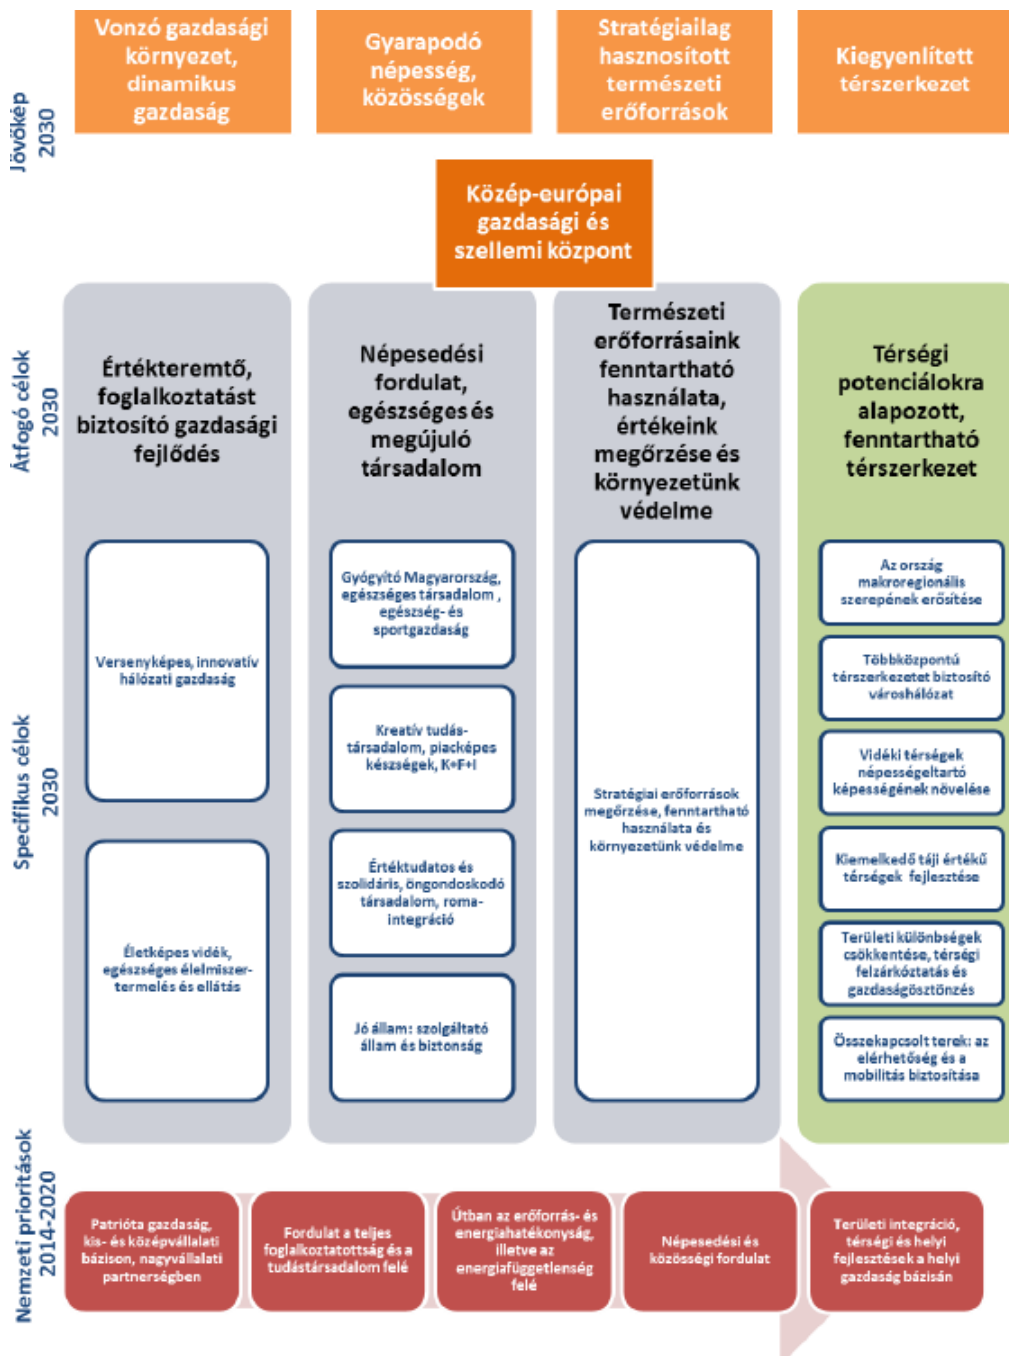 Jövőkép
2030
Vonzó gazdasági
környezet,
dinamikus
gazdaság
Gyarapodó
népesség,
közösségek
Stratégiailag
hasznosított
természeti
erőforrások
Kiegyenlített
térszerkezet
Közép-európai
gazdasági és
szellemi központ
Átfogó célok
2030
Értékteremtő,
foglalkoztatást
biztosító gazdasági
fejlődés
Népesedési
fordulat,
egészséges és
megújuló
társadalom
Természeti
erőforrásaink
fenntartható
használata,
értékeink
megőrzése és
környezetünk
védelme
Térségi
potenciálokra
alapozott,
fenntartható
térszerkezet
Specifikus célok
2030
Versenyképes, innovatív
hálózati gazdaság
Életképes vidék,
egészséges élelmiszer-
termelés és ellátás
Gyógyító Magyarország,
egészséges társadalom ,
egészség- és
sportgazdaság
Kreatív tudás-
társadalom, piacképes
készségek, K+F+I
Értéktudatos és
szolidáris, öngondoskodó
társadalom, roma-
integráció
Jó állam: szolgáltató
állam és biztonság
Stratégiai erőforrások
megőrzése, fenntartható
használata és
környezetünk védelme
Az ország
makroregionális
szerepének erősítése
Többközpontú
térszerkezetet biztosító
városhálózat
Vidéki térségek
népességeltartó
képességének növelése
Kiemelkedő táji értékű
térségek fejlesztése
Területi különbségek
csökkentése, térségi
felzárkóztatás és
gazdaságösztönzés
Összekapcsolt terek: az
elérhetőség és a
mobilitás biztosítása
Nemzeti prioritások
2014-2020
Patrióta gazdaság,
kis- és középvállalati
bázison, nagyvállalati
partnerségben
Fordulat a teljes
foglalkoztatottság és a
tudástársadalom felé
Útban az erőforrás- és
energiahatékonyság,
illetve az
energiafüggetlenség
felé
Népesedési és
közösségi fordulat
Területi integráció,
térségi és helyi
fejlesztések a helyi
gazdaság bázisán